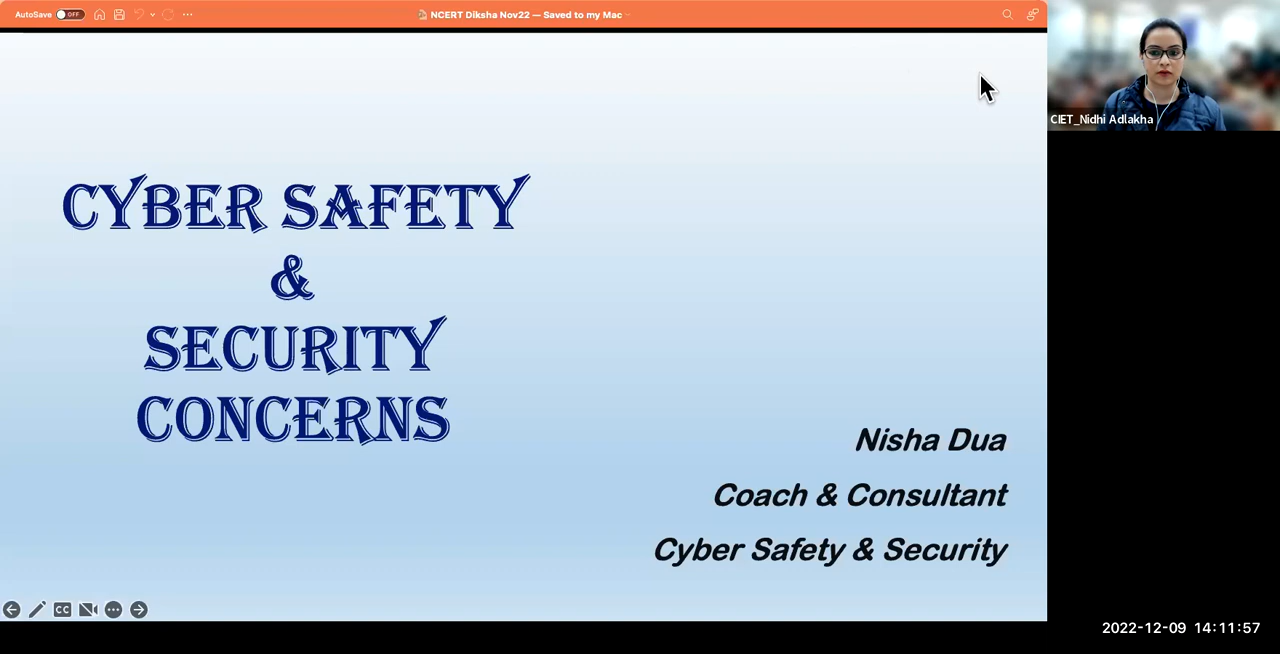 AutoSave OFF
NCERT Diksha Nov22 — Saved to my Mac
CIET_Nidhi Adlakha
CYBER SAFETY
&
SECURITY
CONCERNS
Nisha Dua
Coach & Consultant
Cyber Safety & Security
CC
2022-12-09 14:11:57